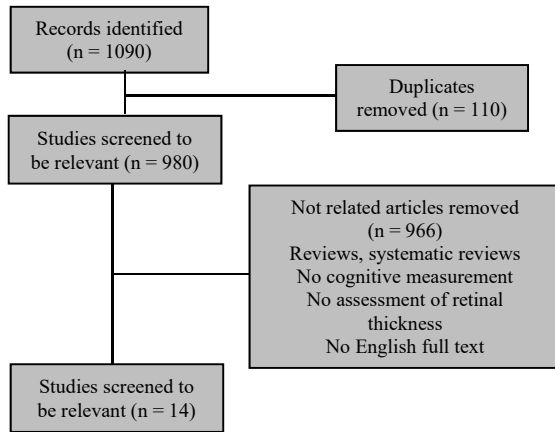 Records identified
(n = 1090)
Duplicates
removed (n = 110)
Studies screened to
be relevant (n = 980)
Not related articles removed
(n = 966)
Reviews, systematic reviews
No cognitive measurement
No assessment of retinal
thickness
No English full text
Studies screened to
be relevant (n = 14)